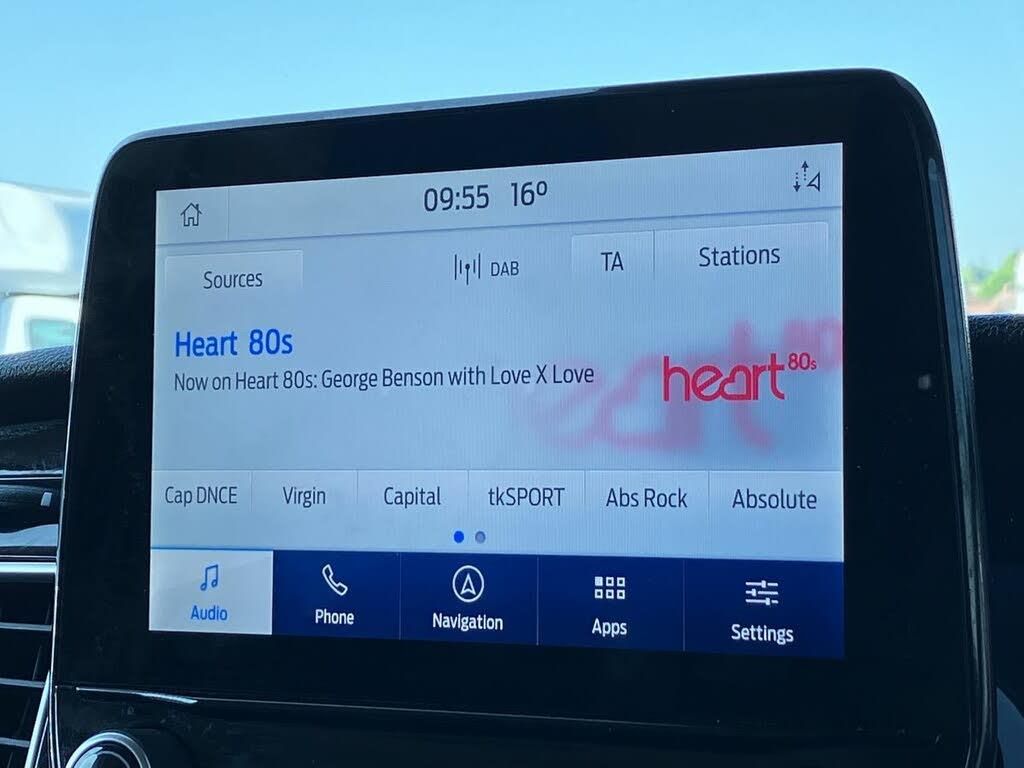 09:55 16°
Sources
DAB
TA
Stations
Heart 80s
Now on Heart 80s: George Benson with Love X Love
heart 80s
Cap DNCE
Virgin
Capital
tkSPORT
Abs Rock
Absolute
Audio
Phone
Navigation
Apps
Settings